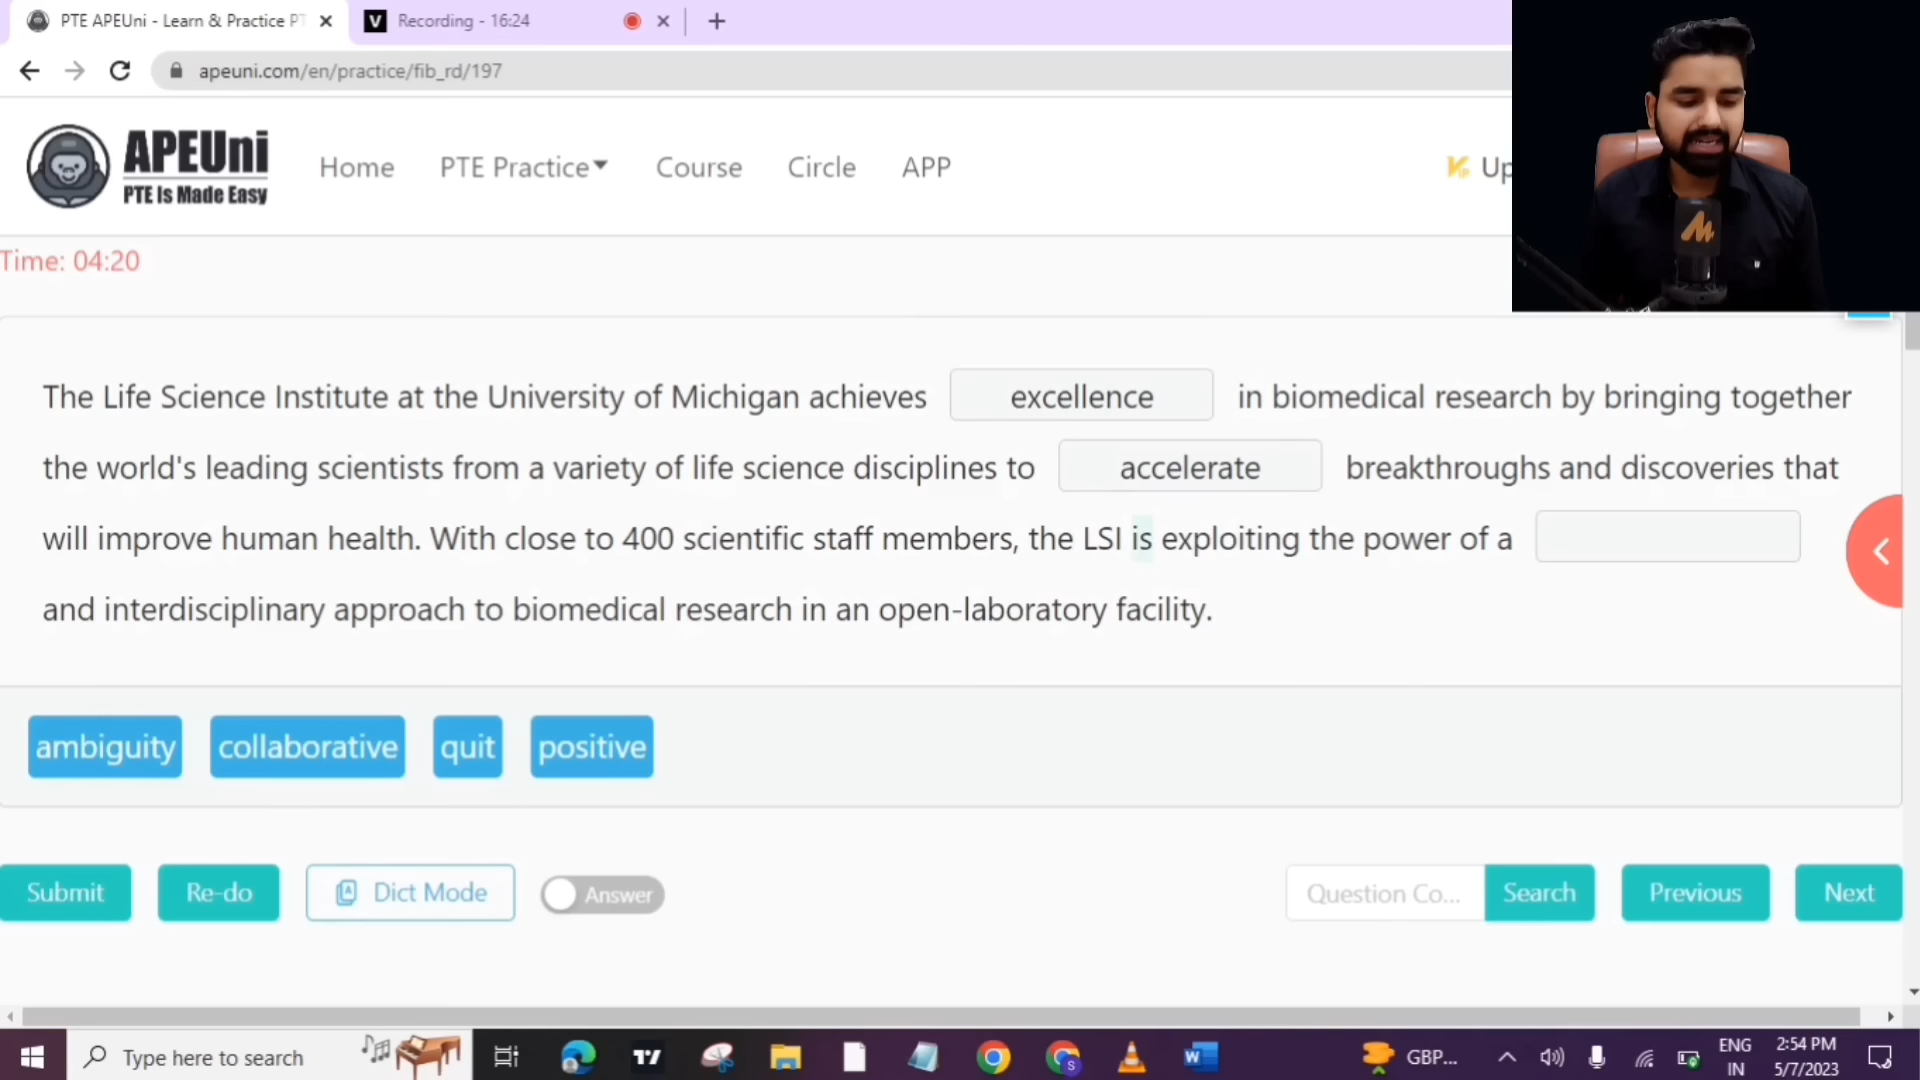 PTE APEUni - Learn & Practice PT
Recording - 16:24
apeuni.com/en/practice/fib_rd/197
APEUni
PTE Is Made Easy
Home
PTE Practice
Course
Circle
APP
Up
Time: 04:20
The Life Science Institute at the University of Michigan achieves excellence in biomedical research by bringing together
the world's leading scientists from a variety of life science disciplines to accelerate breakthroughs and discoveries that
will improve human health. With close to 400 scientific staff members, the LSI is exploiting the power of a
and interdisciplinary approach to biomedical research in an open-laboratory facility.
ambiguity
collaborative
quit
positive
Submit
Re-do
Dict Mode
Answer
Question Co...
Search
Previous
Next
Type here to search
GBP...
ENG
IN
2:54 PM
5/7/2023